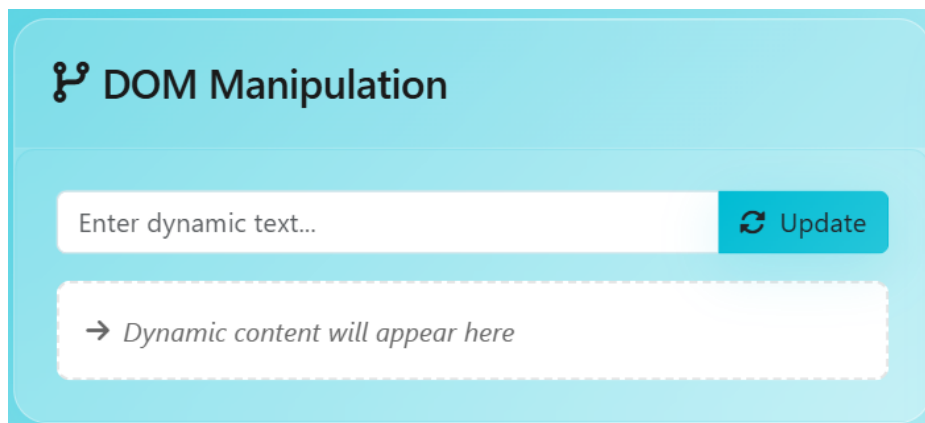 DOM Manipulation
Enter dynamic text...
Update
Dynamic content will appear here